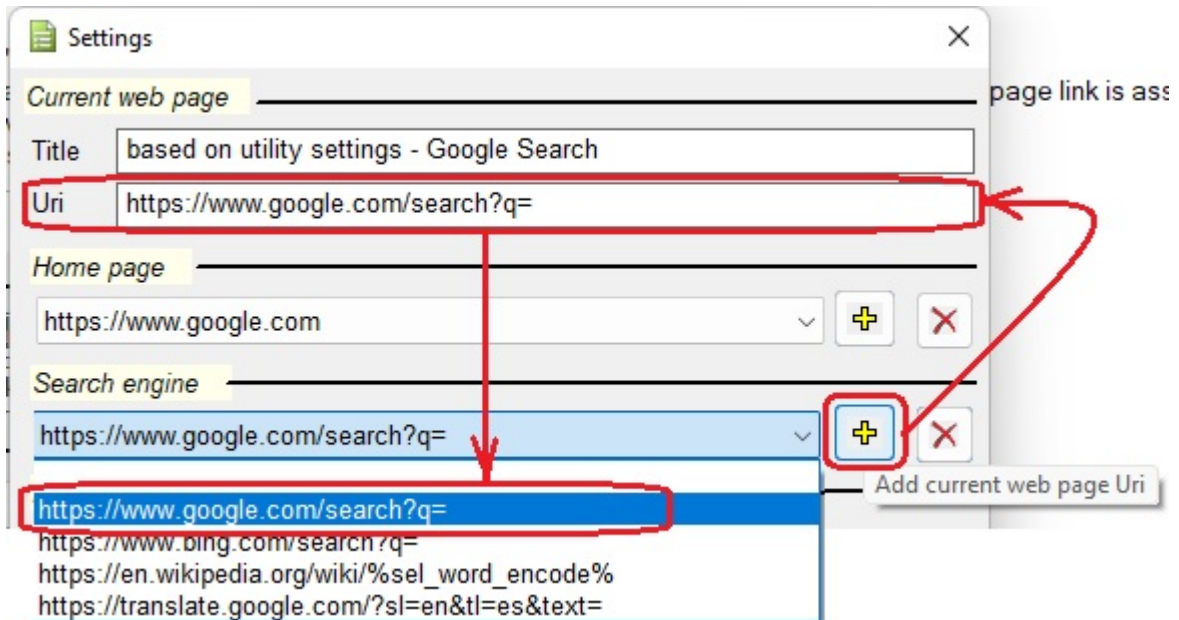 Settings
Current web page
page link is ass
Title based on utility settings - Google Search
Uri https://www.google.com/search?q=
Home page
https://www.google.com
Search engine
https://www.google.com/search?q=
Add current web page Uri
https://www.google.com/search?q=
https://www.bing.com/search?q=
https://en.wikipedia.org/wiki/%sel_word_encode%
https://translate.google.com/?sl=en&tl=es&text=